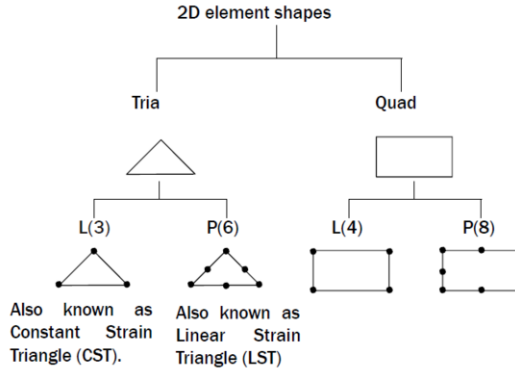 2D element shapes
Tria
Quad
L(3)
P(6)
L(4)
P(8)
Also known as
Constant Strain
Triangle (CST).
Also known as
Linear Strain
Triangle (LST)